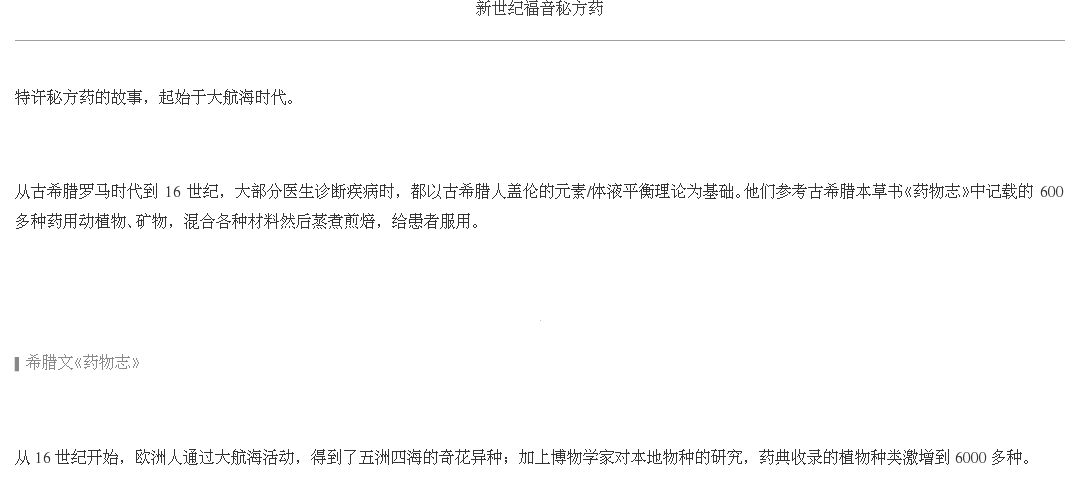 新世纪福音秘方药
特许秘方药的故事，起始于大航海时代。
从古希腊罗马时代到 16 世纪，大部分医生诊断疾病时，都以古希腊人盖伦的元素/体液平衡理论为基础。他们参考古希腊本草书《药物志》中记载的 600
多种药用动植物、矿物，混合各种材料然后蒸煮煎焙，给患者服用。
▌希腊文《药物志》
从 16 世纪开始，欧洲人通过大航海活动，得到了五洲四海的奇花异种；加上博物学家对本地物种的研究，药典收录的植物种类激增到 6000 多种。